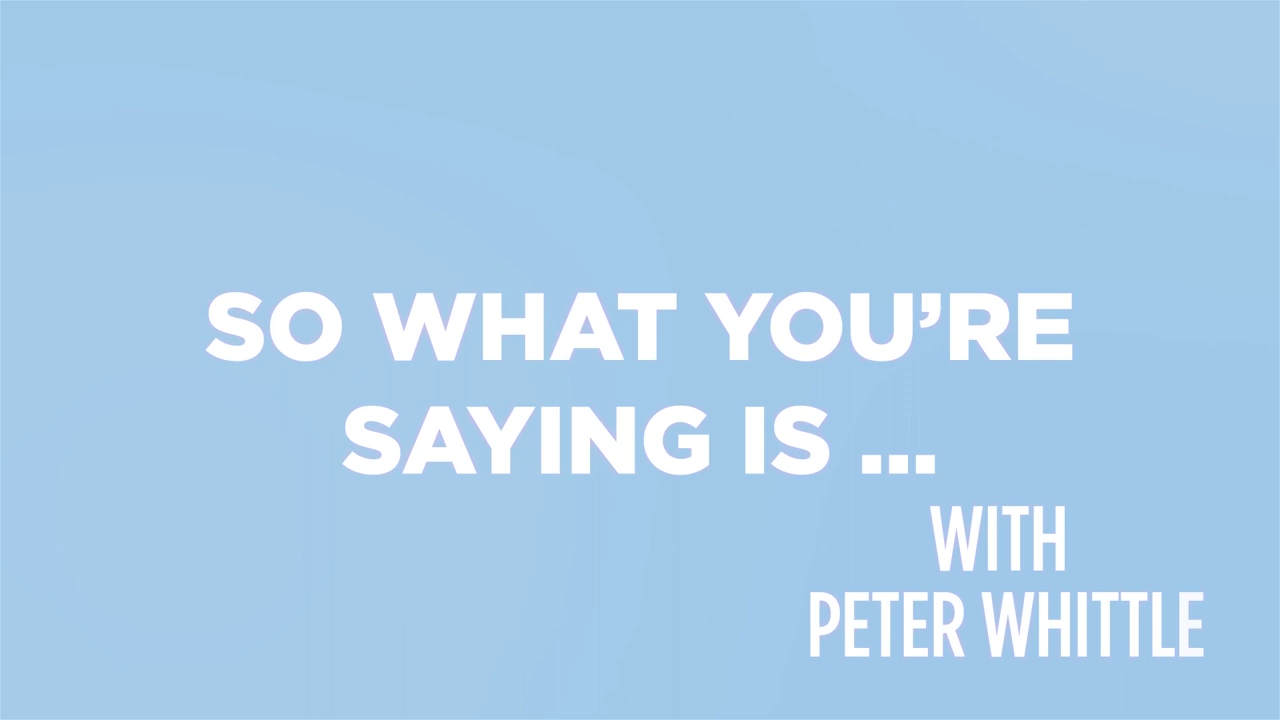 SO WHAT YOU’RE
SAYING IS ...
WITH
PETER WHITTLE